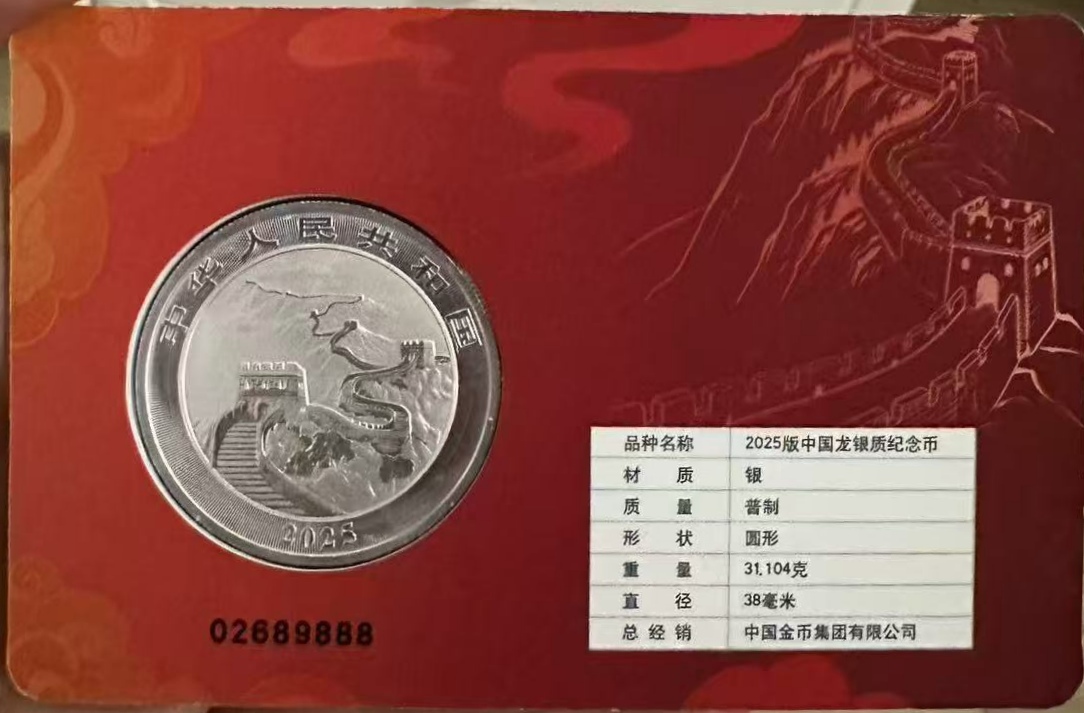 中华人民共和国
2025
02689888
品种名称 2025版中国龙银质纪念币
材 质 银
质 量 普制
形 状 圆形
重 量 31.104克
直 径 38毫米
总 经 销 中国金币集团有限公司